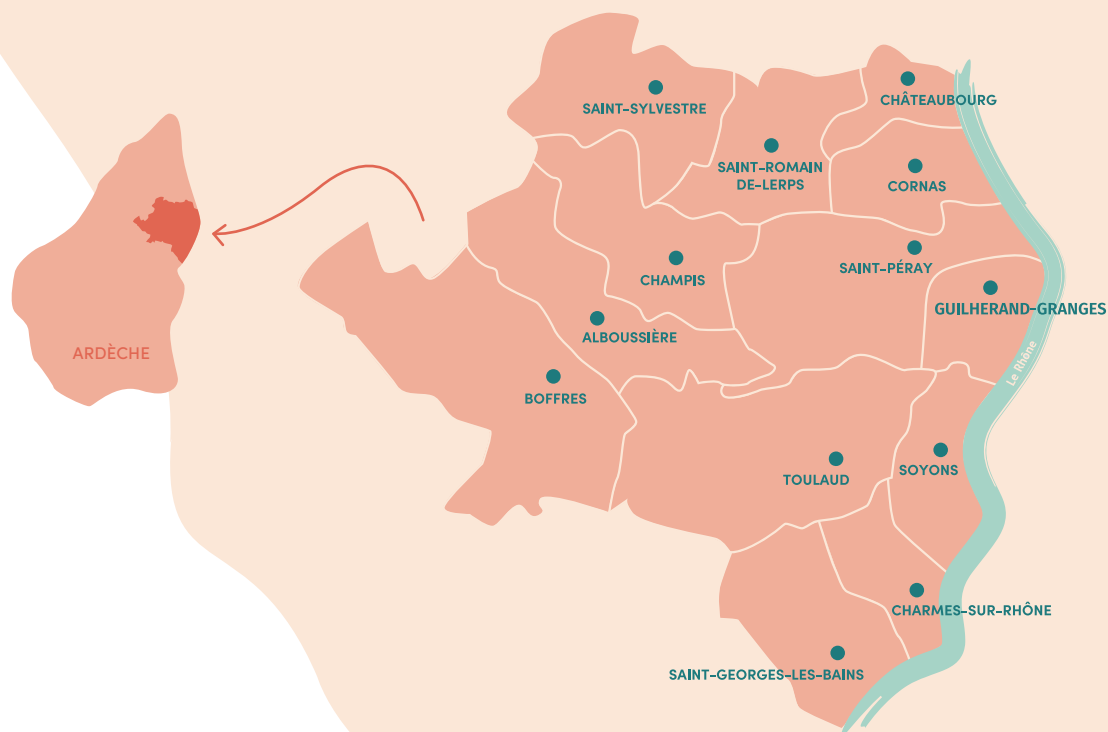 CHÂTEAUBOURG
SAINT-SYLVESTRE
SAINT-ROMAIN
DE-LERPS
CORNAS
SAINT-PÉRAY
CHAMPIS
GUILHERAND-GRANGES
ALBOUSSIÈRE
ARDÈCHE
Le Rhône
BOFFRES
SOYONS
TOULAUD
CHARMES-SUR-RHÔNE
SAINT-GEORGES-LES-BAINS